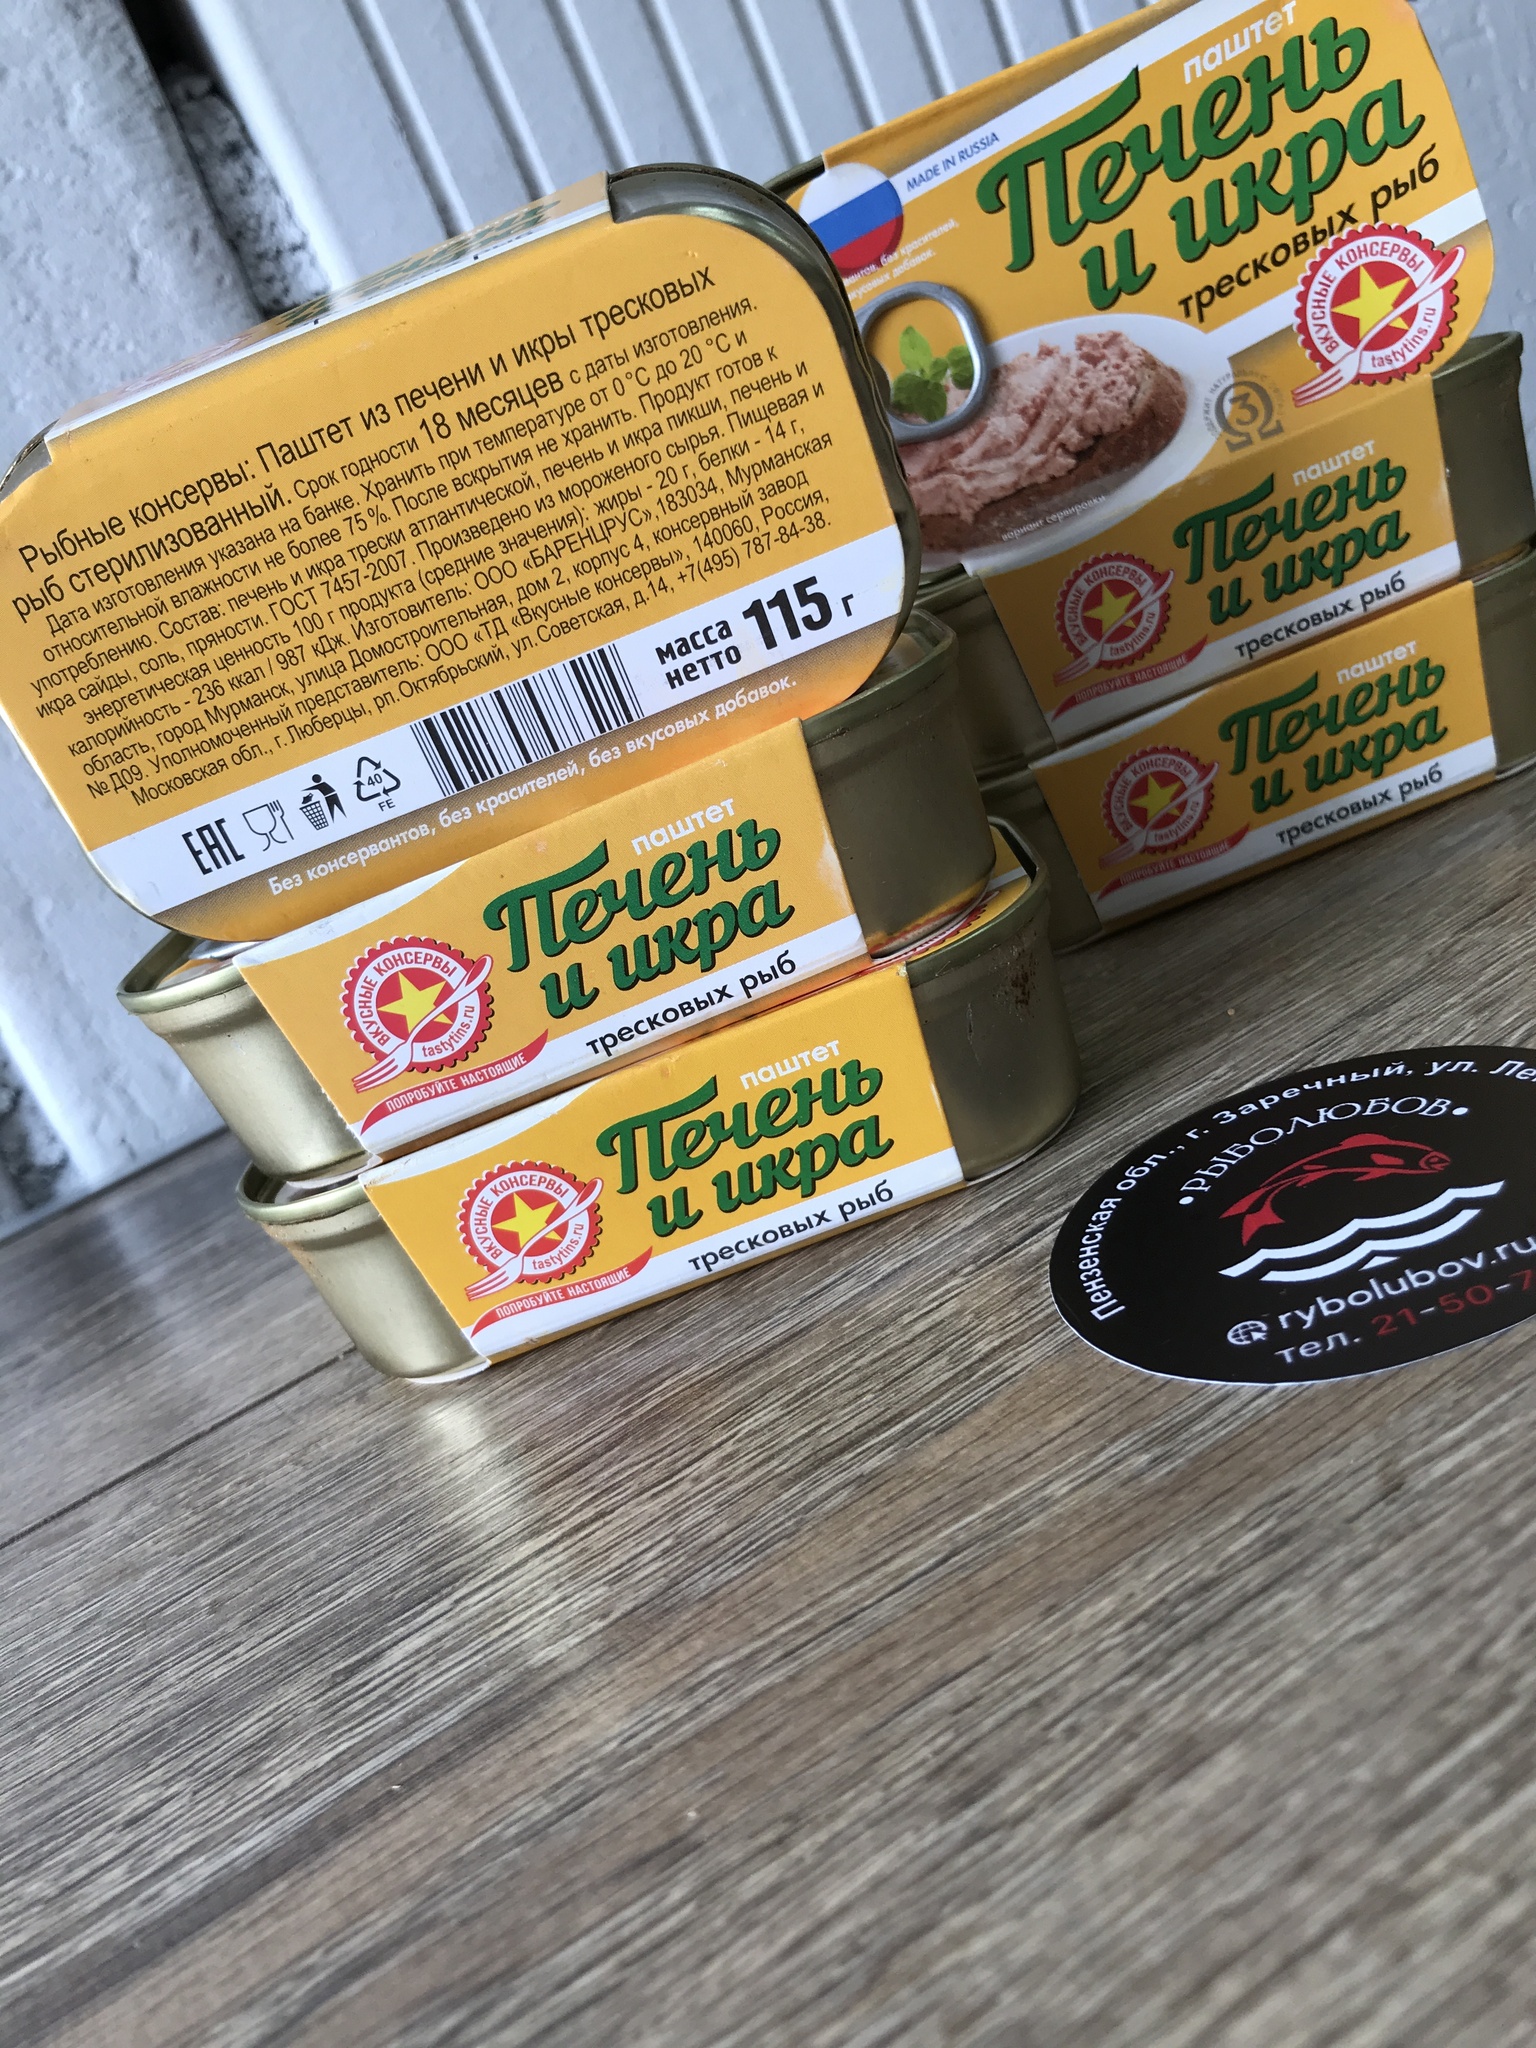 Рыбные консервы: Паштет из печени и икры тресковых
рыб стерилизованный. Срок годности 18 месяцев с даты изготовления.
Дата изготовления указана на банке. Хранить при температуре от 0°С до 20 °С и
относительной влажности не более 75%. После вскрытия не хранить. Продукт готов к
употреблению. Состав: печень и икра трески атлантической, печень и икра пикши, печень и
икра сайды, соль, пряности. ГОСТ 7457-2007. Произведено из мороженого сырья. Пищевая и
энергетическая ценность 100 г продукта (средние значения): жиры - 20 г, белки - 14 г,
калорийность - 236 ккал / 987 кДж. Изготовитель: ООО «БАРЕНЦРУС», 183034, Мурманская
область, город Мурманск, улица Домостроительная, дом 2, корпус 4, консервный завод
№Д09. Уполномоченный представитель: ООО «ТД «Вкусные консервы», 140060, Россия,
Московская обл., г. Люберцы, рп. Октябрьский, ул. Советская, д.14, +7(495) 787-84-38.
EAC
40
FE
масса
нетто 115 г
Без консервантов, без красителей, без вкусовых добавок.
паштет
Печень
и икра
тресковых рыб
ВКУСНЫЕ КОНСЕРВЫ
tastytins.ru
ПОПРОБУЙТЕ НАСТОЯЩИЕ
паштет
Печень
и икра
тресковых рыб
ВКУСНЫЕ КОНСЕРВЫ
tastytins.ru
ПОПРОБУЙТЕ НАСТОЯЩИЕ
MADE IN RUSSIA
паштет
Печень
и икра
тресковых рыб
без красителей,
добавок.
ВКУСНЫЕ КОНСЕРВЫ
tastytins.ru
3
вариант сервировки
паштет
Печень
и икра
тресковых рыб
ВКУСНЫЕ КОНСЕРВЫ
tastytins.ru
ПОПРОБУЙТЕ НАСТОЯЩИЕ
паштет
Печень
и икра
тресковых рыб
ВКУСНЫЕ КОНСЕРВЫ
tastytins.ru
ПОПРОБУЙТЕ НАСТОЯЩИЕ
Пензенская обл., г. Заречный, ул. Ле
•РЫБОЛЮБОВ•
rybolubov.ru
тел. 21-50-7